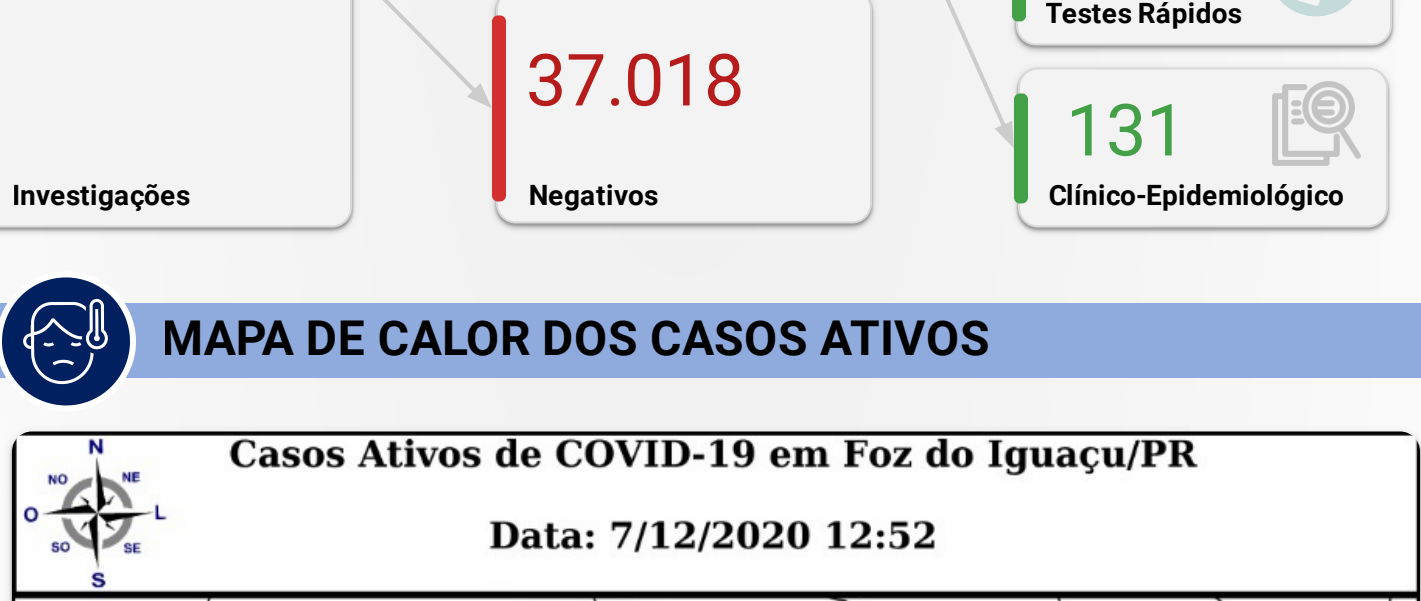 Testes Rápidos
37.018
131
Investigações
Negativos
Clínico-Epidemiológico
MAPA DE CALOR DOS CASOS ATIVOS
N
Casos Ativos de COVID-19 em Foz do Iguaçu/PR
NO NE
O L
Data: 7/12/2020 12:52
SO SE
S